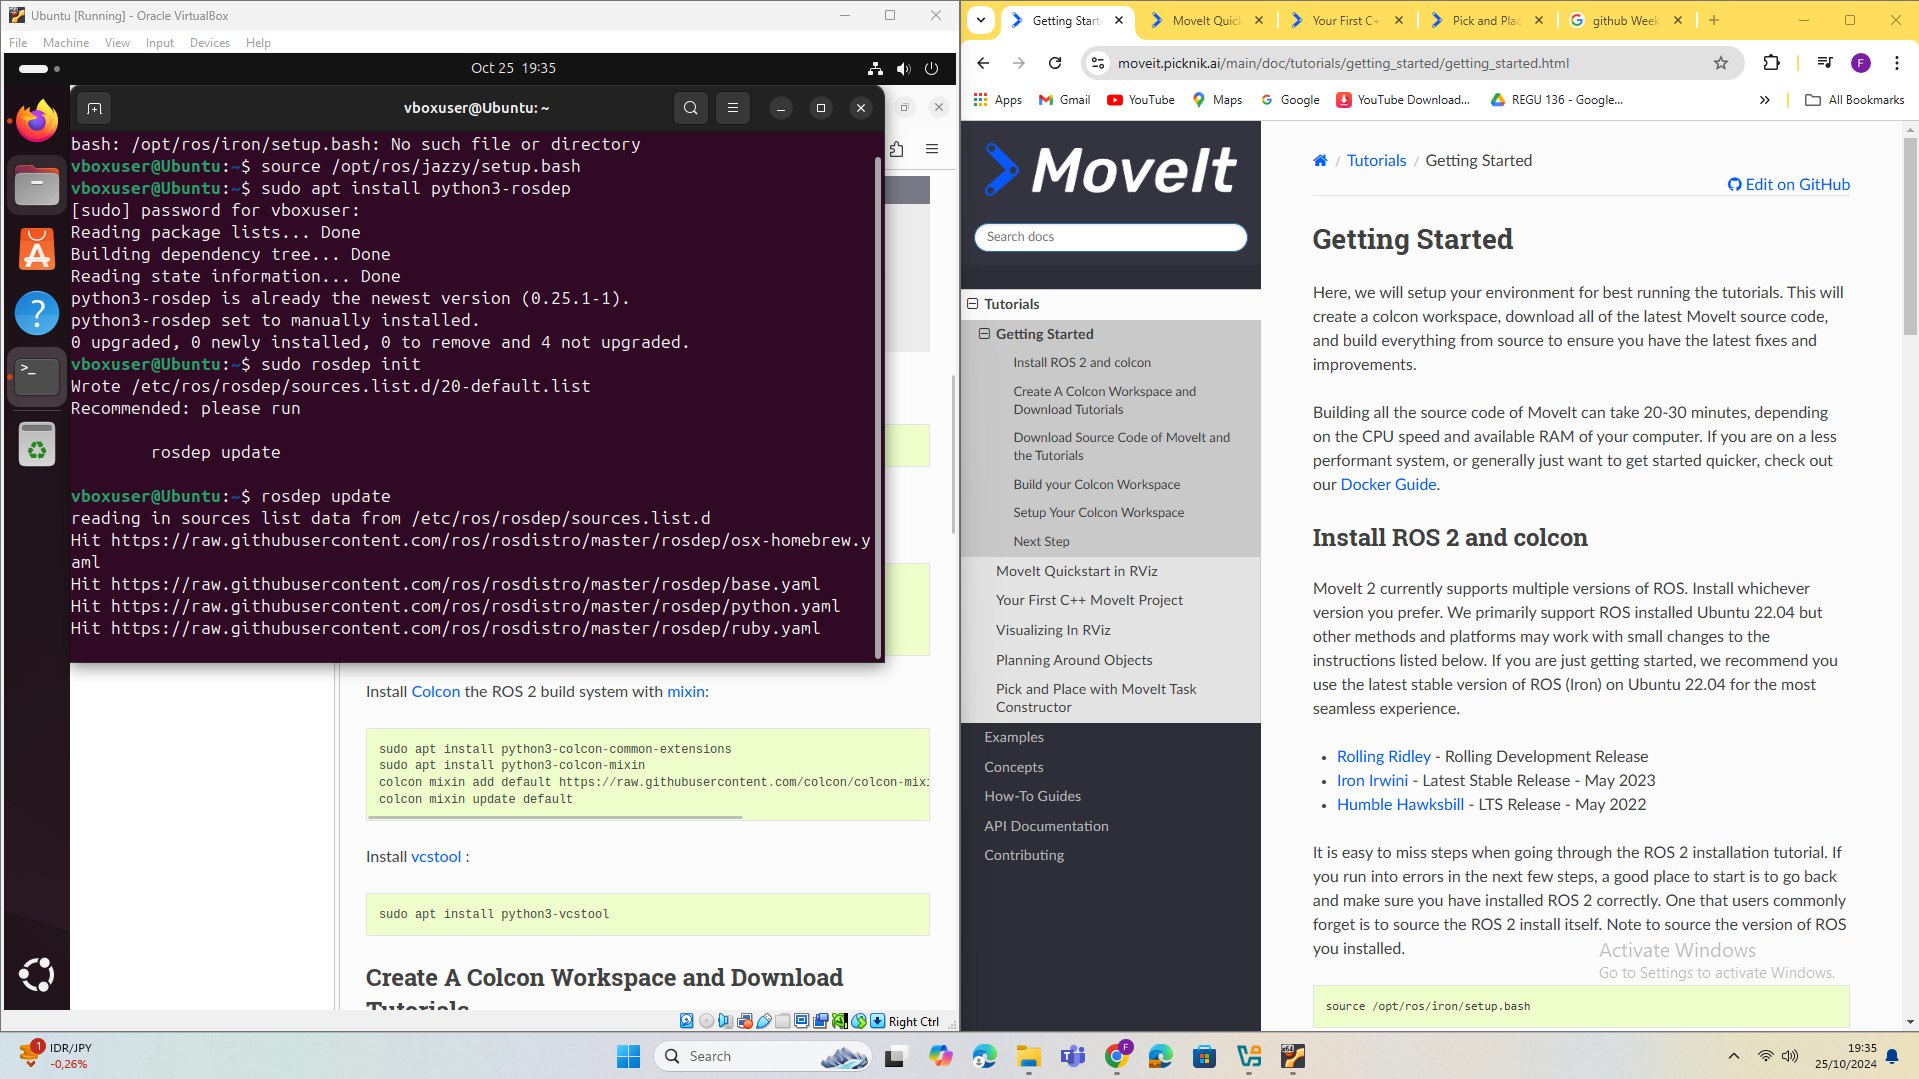 Ubuntu [Running] - Oracle VirtualBox
File Machine View Input Devices Help
Oct 25 19:35
vboxuser@Ubuntu: ~
bash: /opt/ros/iron/setup.bash: No such file or directory
vboxuser@Ubuntu:~$ source /opt/ros/jazzy/setup.bash
vboxuser@Ubuntu:~$ sudo apt install python3-rosdep
[sudo] password for vboxuser:
Reading package lists... Done
Building dependency tree... Done
Reading state information... Done
python3-rosdep is already the newest version (0.25.1-1).
python3-rosdep set to manually installed.
0 upgraded, 0 newly installed, 0 to remove and 4 not upgraded.
vboxuser@Ubuntu:~$ sudo rosdep init
Wrote /etc/ros/rosdep/sources.list.d/20-default.list
Recommended: please run
rosdep update
vboxuser@Ubuntu:~$ rosdep update
reading in sources list data from /etc/ros/rosdep/sources.list.d
Hit https://raw.githubusercontent.com/ros/rosdistro/master/rosdep/osx-homebrew.y
aml
Hit https://raw.githubusercontent.com/ros/rosdistro/master/rosdep/base.yaml
Hit https://raw.githubusercontent.com/ros/rosdistro/master/rosdep/python.yaml
Hit https://raw.githubusercontent.com/ros/rosdistro/master/rosdep/ruby.yaml
Install Colcon the ROS 2 build system with mixin:
sudo apt install python3-colcon-common-extensions
sudo apt install python3-colcon-mixin
colcon mixin add default https://raw.githubusercontent.com/colcon/colcon-mixi
colcon mixin update default
Install vcstool :
sudo apt install python3-vcstool
Create A Colcon Workspace and Download
Tutorials
Right Ctrl
Getting Start
MoveIt Quic
Your First C+
Pick and Plac
github Week
moveit.picknik.ai/main/doc/tutorials/getting_started/getting_started.html
F
Apps Gmail YouTube Maps Google YouTube Download... REGU 136 - Google... » All Bookmarks
MoveIt
Search docs
Tutorials
Getting Started
Install ROS 2 and colcon
Create A Colcon Workspace and
Download Tutorials
Download Source Code of MoveIt and
the Tutorials
Build your Colcon Workspace
Setup Your Colcon Workspace
Next Step
MoveIt Quickstart in RViz
Your First C++ MoveIt Project
Visualizing In RViz
Planning Around Objects
Pick and Place with MoveIt Task
Constructor
Examples
Concepts
How-To Guides
API Documentation
Contributing
/ Tutorials / Getting Started
Edit on GitHub
Getting Started
Here, we will setup your environment for best running the tutorials. This will
create a colcon workspace, download all of the latest MoveIt source code,
and build everything from source to ensure you have the latest fixes and
improvements.
Building all the source code of MoveIt can take 20-30 minutes, depending
on the CPU speed and available RAM of your computer. If you are on a less
performant system, or generally just want to get started quicker, check out
our Docker Guide.
Install ROS 2 and colcon
MoveIt 2 currently supports multiple versions of ROS. Install whichever
version you prefer. We primarily support ROS installed Ubuntu 22.04 but
other methods and platforms may work with small changes to the
instructions listed below. If you are just getting started, we recommend you
use the latest stable version of ROS (Iron) on Ubuntu 22.04 for the most
seamless experience.
• Rolling Ridley - Rolling Development Release
• Iron Irwini - Latest Stable Release - May 2023
• Humble Hawksbill - LTS Release - May 2022
It is easy to miss steps when going through the ROS 2 installation tutorial. If
you run into errors in the next few steps, a good place to start is to go back
and make sure you have installed ROS 2 correctly. One that users commonly
forget is to source the ROS 2 install itself. Note to source the version of ROS
you installed.
Activate Windows
Go to Settings to activate Windows.
source /opt/ros/iron/setup.bash
1
IDR/JPY
-0,26%
Search
F
19:35
25/10/2024